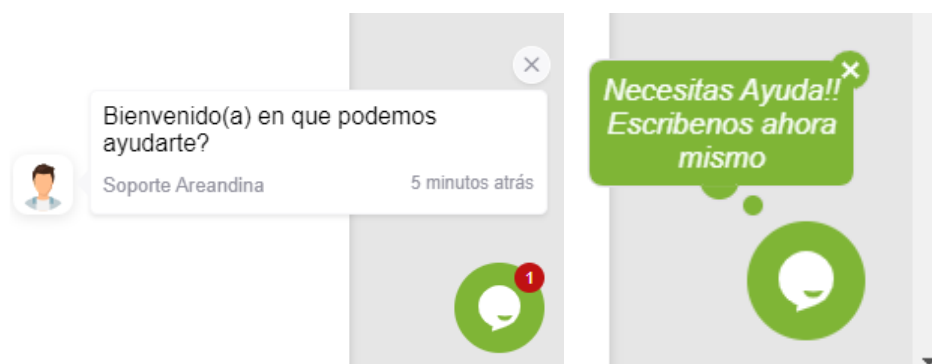 Bienvenido(a) en que podemos
ayudarte?
Soporte Areandina
5 minutos atrás
1
Necesitas Ayuda!!
Escribenos ahora
mismo